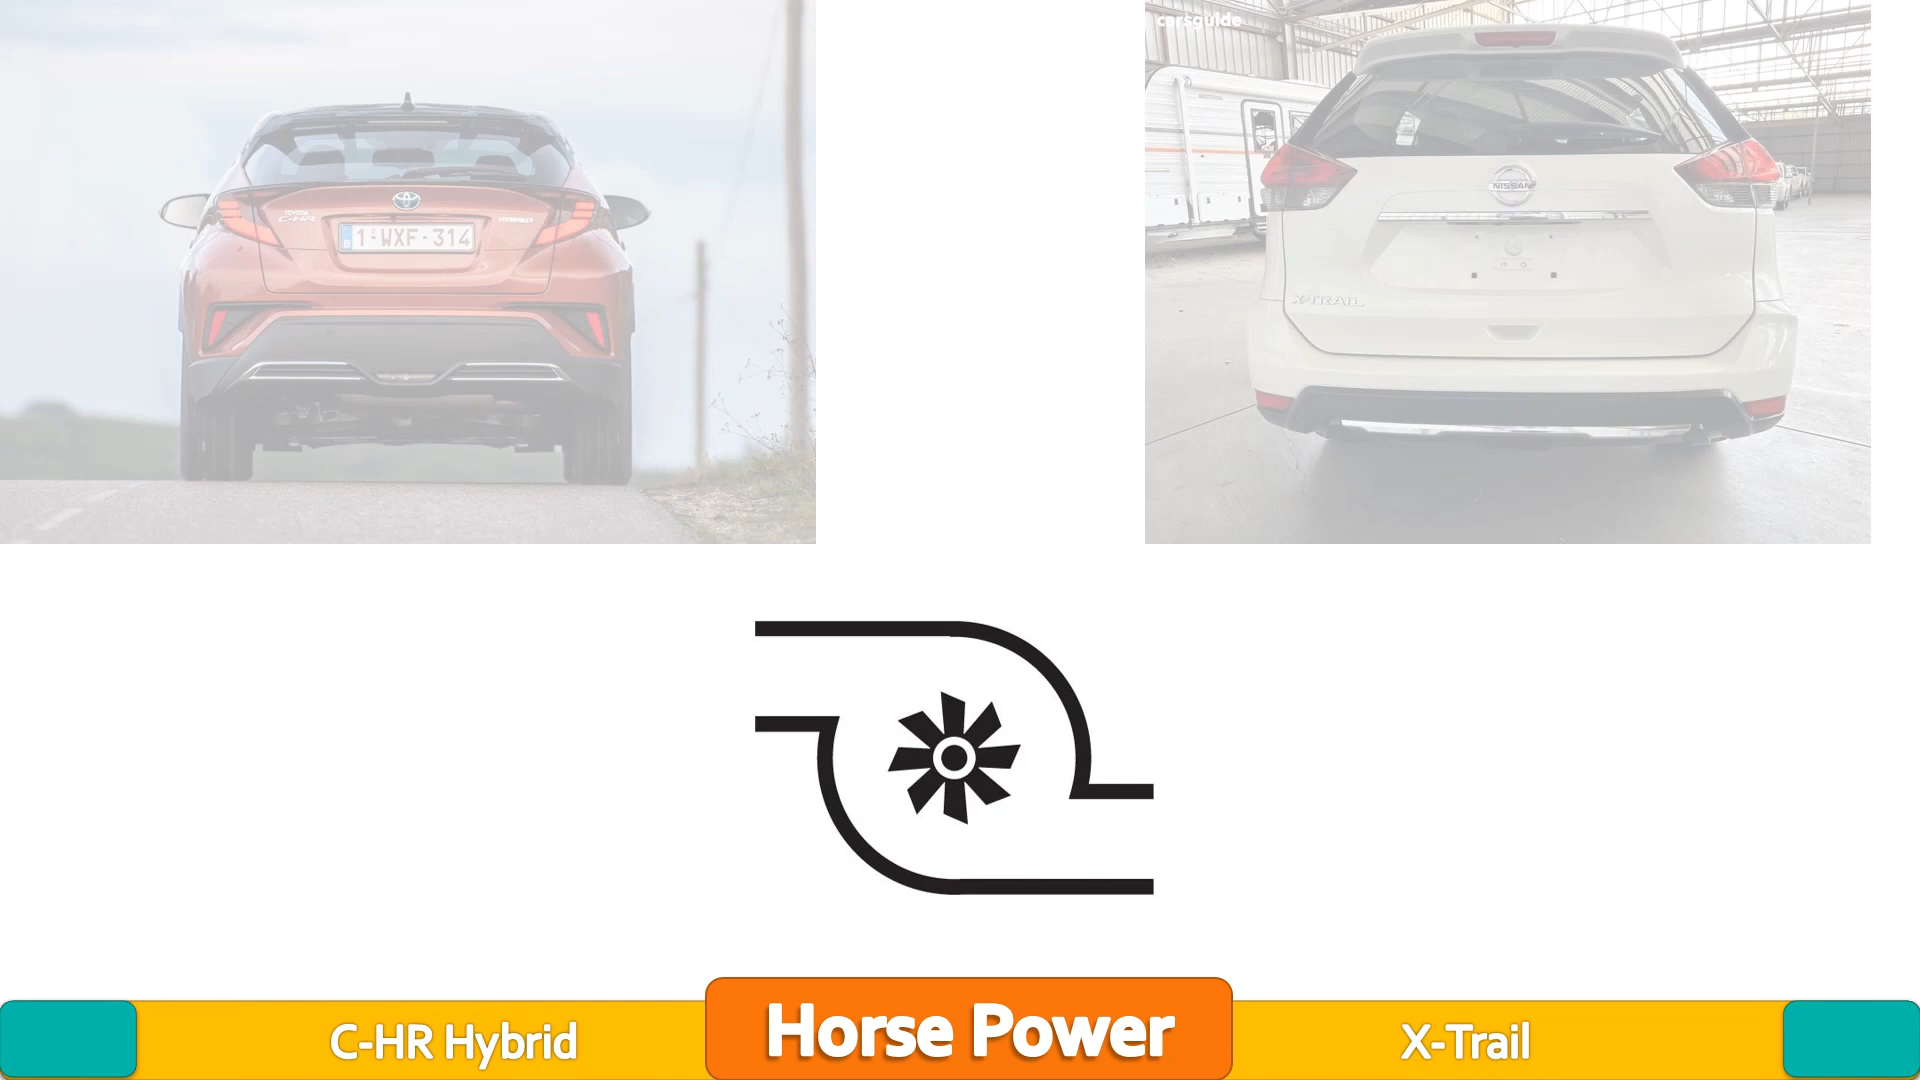 carsguide
TOYOTA
C-HR
HYBRID
1-WXF-314
NISSAN
X-TRAIL
C-HR Hybrid
Horse Power
X-Trail